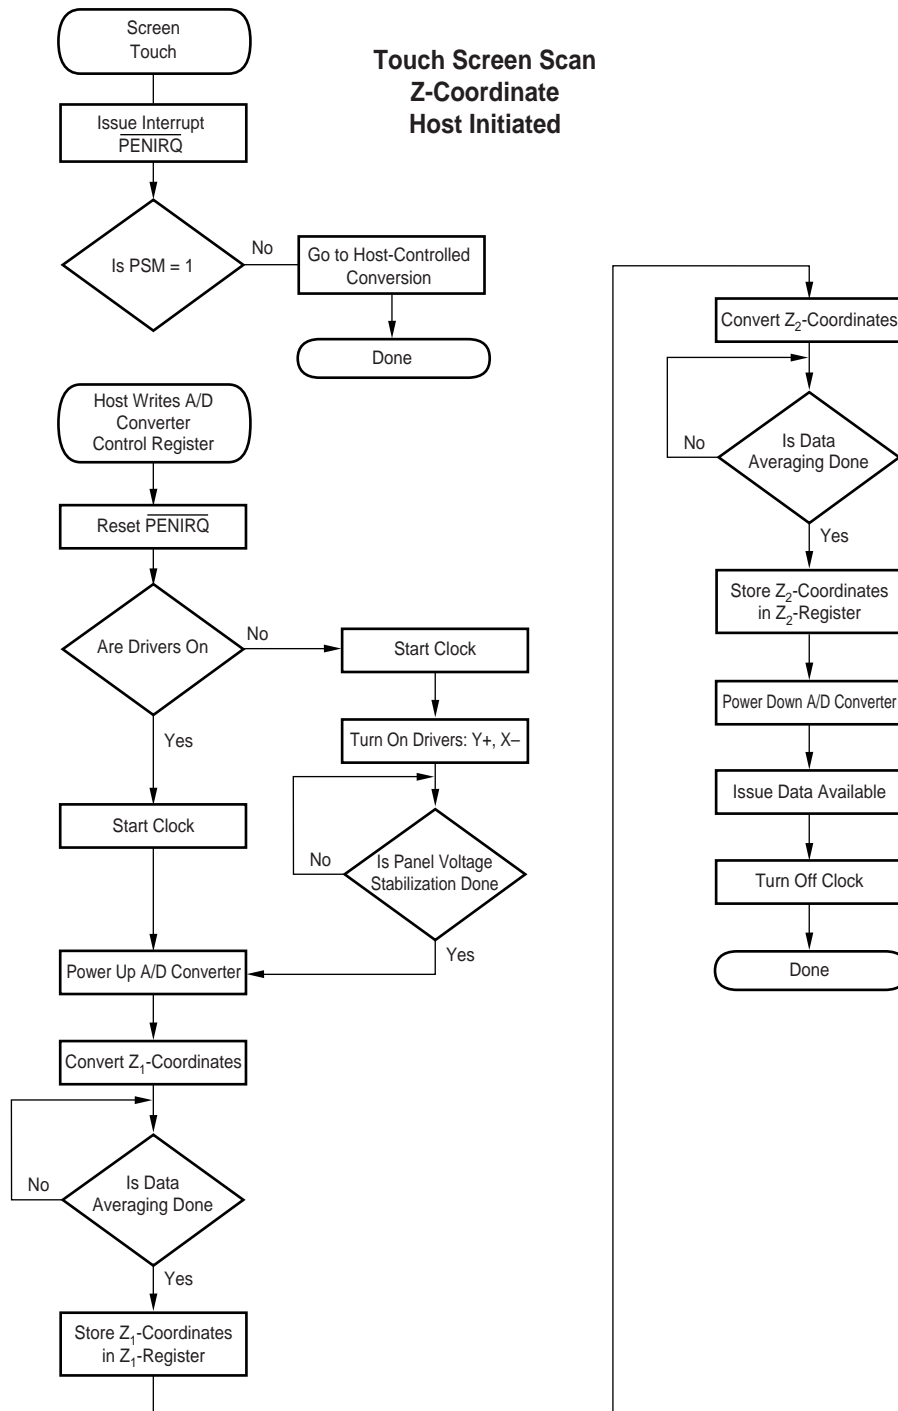 Touch Screen Scan
Z-Coordinate
Host Initiated
Screen
Touch
Issue Interrupt
PENIRQ
Is PSM = 1
No
Go to Host-Controlled
Conversion
Done
Host Writes A/D
Converter
Control Register
Reset PENIRQ
Are Drivers On
No
Start Clock
Turn On Drivers: Y+, X–
Is Panel Voltage
Stabilization Done
No
Yes
Yes
Start Clock
Power Up A/D Converter
Convert Z1-Coordinates
Is Data
Averaging Done
No
Yes
Store Z1-Coordinates
in Z1-Register
Convert Z2-Coordinates
Is Data
Averaging Done
No
Yes
Store Z2-Coordinates
in Z2-Register
Power Down A/D Converter
Issue Data Available
Turn Off Clock
Done